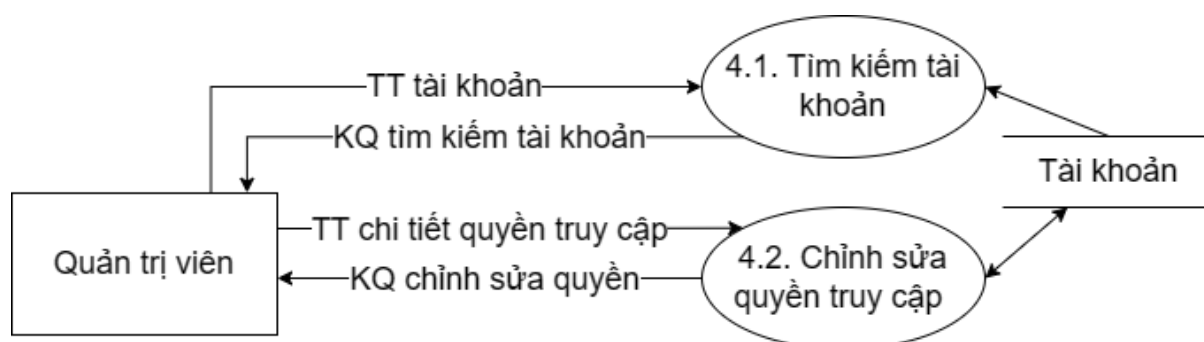 4.1. Tìm kiếm tài
khoản
TT tài khoản
KQ tìm kiếm tài khoản
Tài khoản
Quản trị viên
TT chi tiết quyền truy cập
KQ chỉnh sửa quyền
4.2. Chỉnh sửa
quyền truy cập